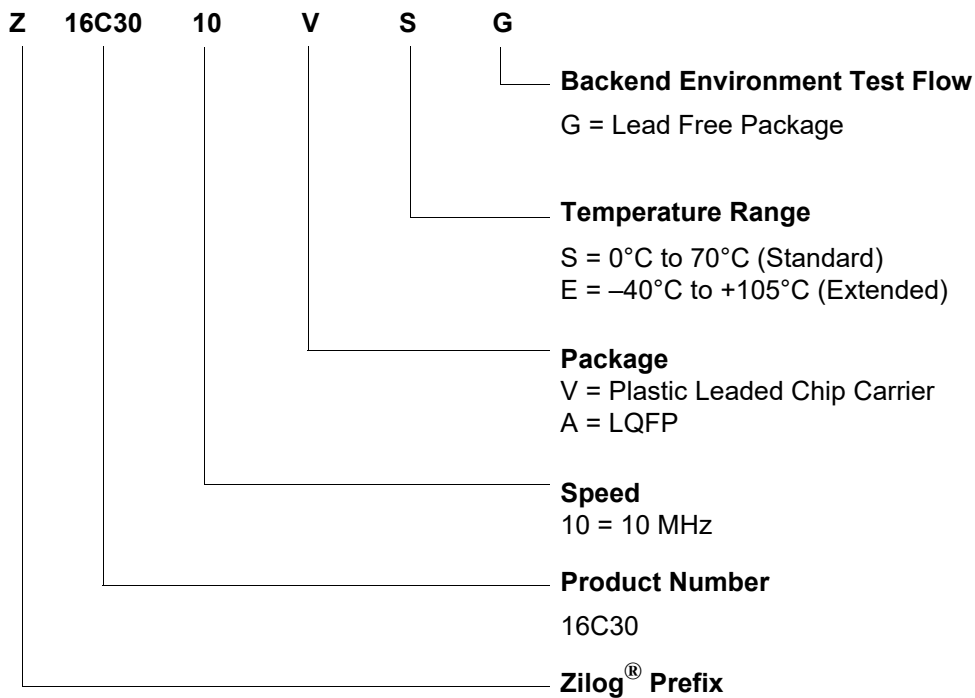 Z 16C30 10 V S G
Backend Environment Test Flow
G = Lead Free Package
Temperature Range
S = 0°C to 70°C (Standard)
E = –40°C to +105°C (Extended)
Package
V = Plastic Leaded Chip Carrier
A = LQFP
Speed
10 = 10 MHz
Product Number
16C30
Zilog® Prefix